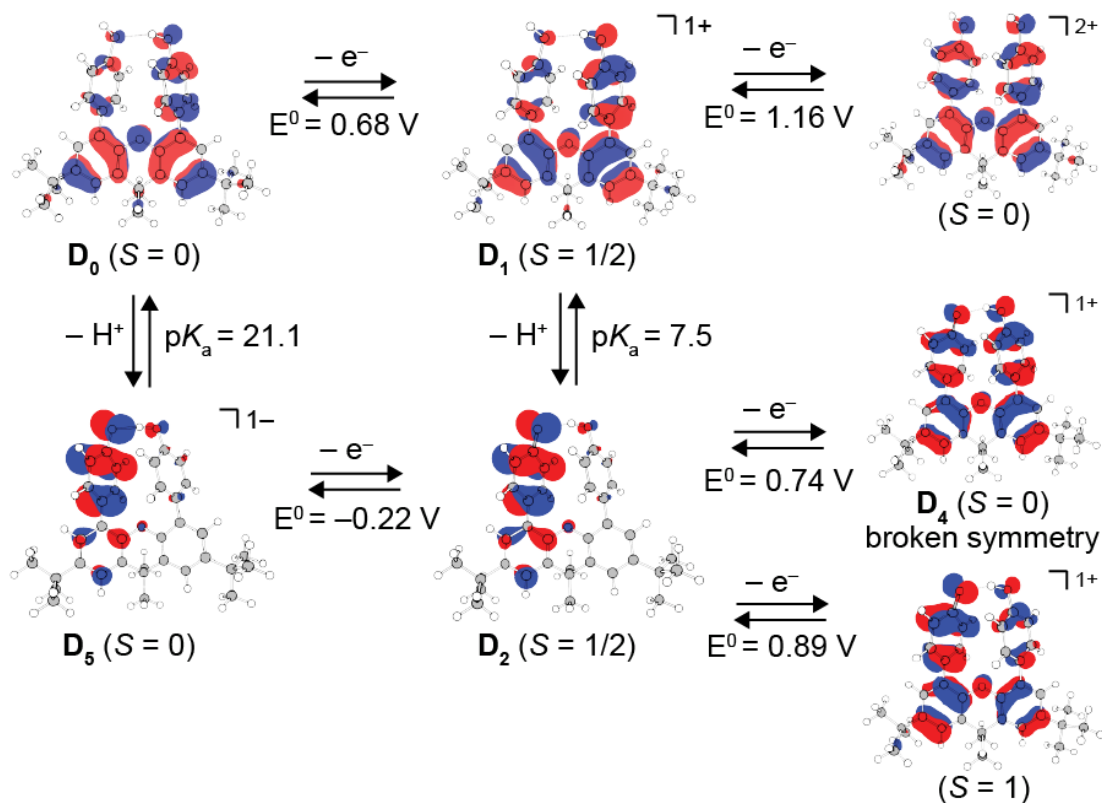 – e⁻
E⁰ = 0.68 V
⏋1+
– e⁻
E⁰ = 1.16 V
⏋2+
D₀ (S = 0)
D₁ (S = 1/2)
(S = 0)
– H⁺
pKₐ = 21.1
– H⁺
pKₐ = 7.5
⏋1+
⏋1–
– e⁻
E⁰ = –0.22 V
– e⁻
E⁰ = 0.74 V
D₄ (S = 0)
broken symmetry
D₅ (S = 0)
D₂ (S = 1/2)
– e⁻
E⁰ = 0.89 V
⏋1+
(S = 1)